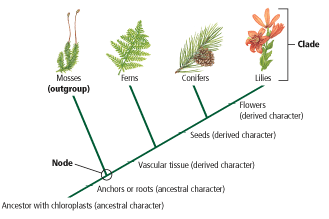 Clade
Mosses
(outgroup)
Ferns
Conifers
Lilies
Flowers
(derived character)
Seeds (derived character)
Node
Vascular tissue (derived character)
Anchors or roots (ancestral character)
Ancestor with chloroplasts (ancestral character)